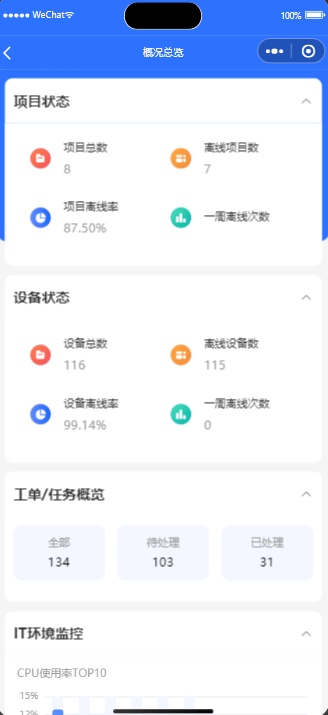 WeChat 100%
概况总览
项目状态
项目总数 离线项目数
8 7
项目离线率 一周离线次数
87.50%
设备状态
设备总数 离线设备数
116 115
设备离线率 一周离线次数
99.14% 0
工单/任务概览
全部 待处理 已处理
134 103 31
IT环境监控
CPU使用率TOP10
15%
12%